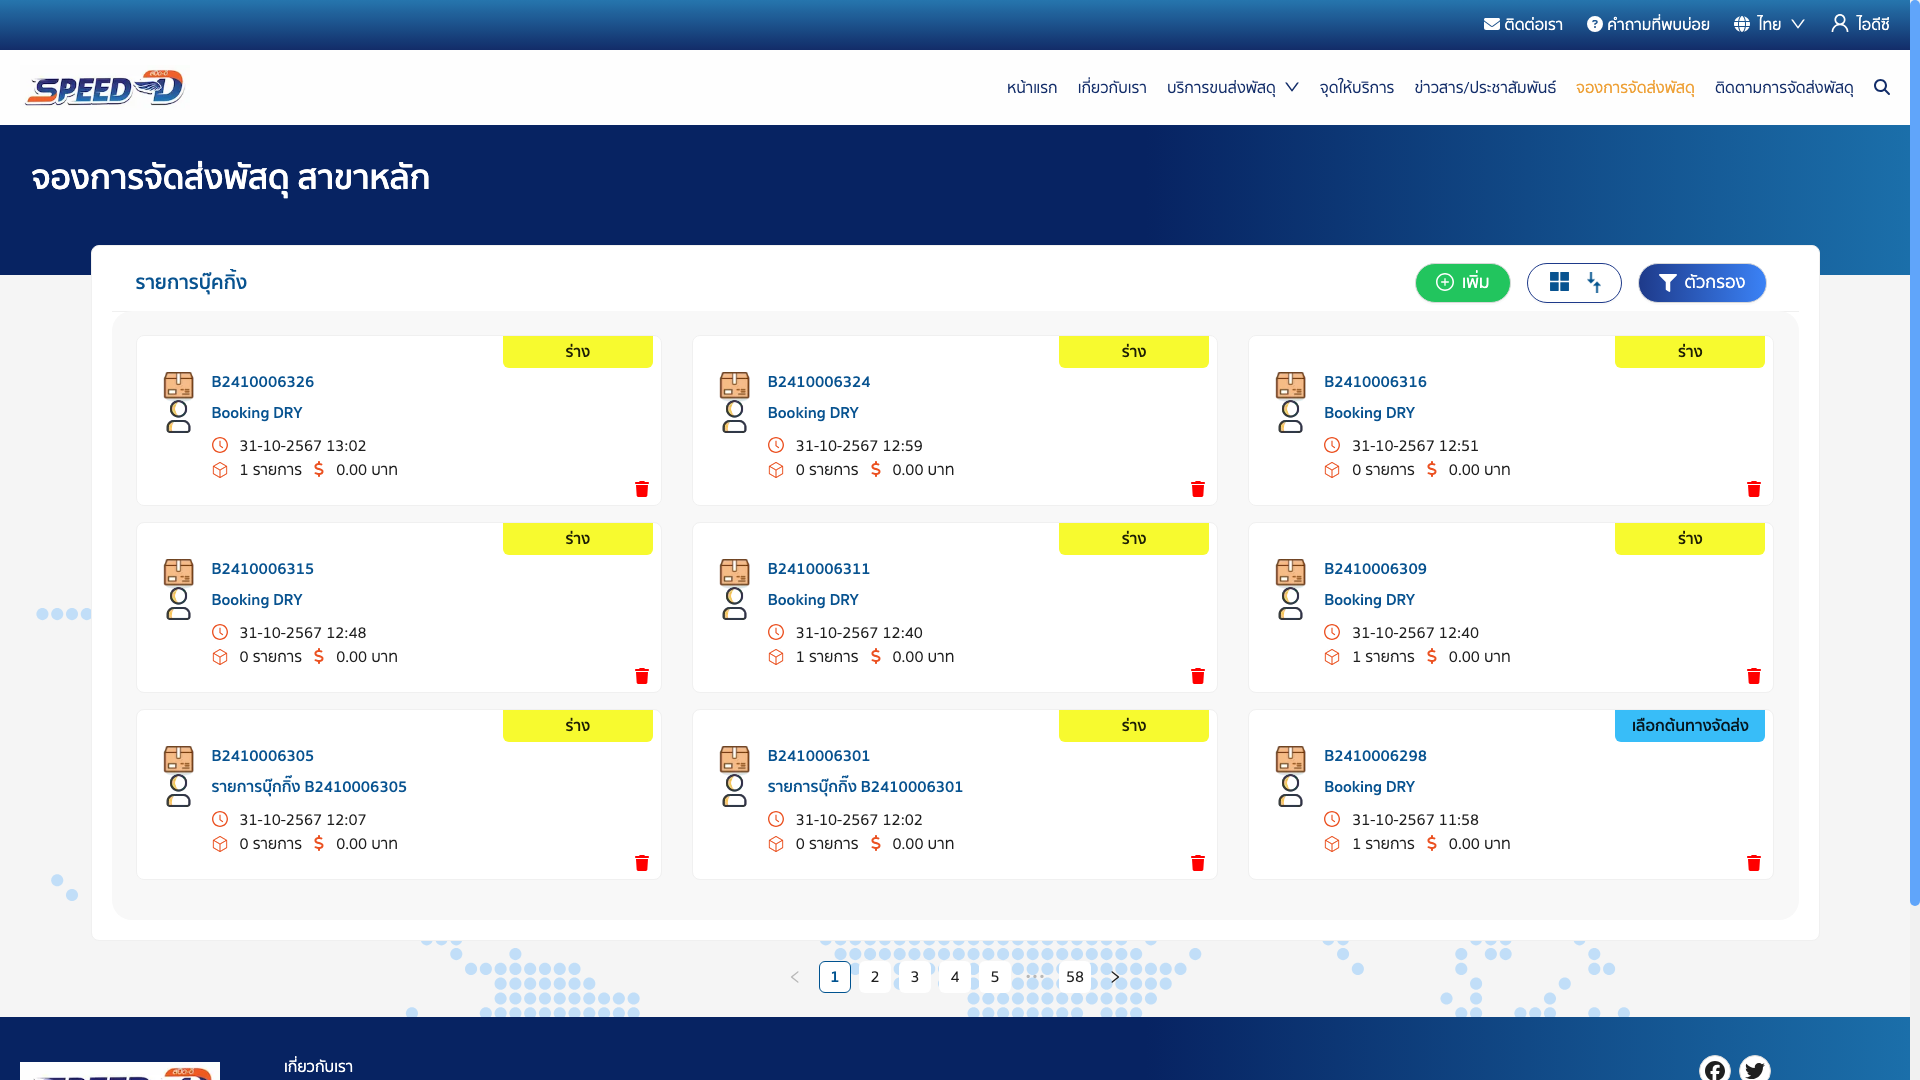 ติดต่อเรา คำถามที่พบบ่อย ไทย ไอดีซี
SPEED D
หน้าแรก เกี่ยวกับเรา บริการขนส่งพัสดุ จุดให้บริการ ข่าวสาร/ประชาสัมพันธ์ จองการจัดส่งพัสดุ ติดตามการจัดส่งพัสดุ
จองการจัดส่งพัสดุ สาขาหลัก
รายการบุ๊คกิ้ง
เพิ่ม ตัวกรอง
ร่าง
B2410006326
Booking DRY
31-10-2567 13:02
1 รายการ $ 0.00 บาท
ร่าง
B2410006324
Booking DRY
31-10-2567 12:59
0 รายการ $ 0.00 บาท
ร่าง
B2410006316
Booking DRY
31-10-2567 12:51
0 รายการ $ 0.00 บาท
ร่าง
B2410006315
Booking DRY
31-10-2567 12:48
0 รายการ $ 0.00 บาท
ร่าง
B2410006311
Booking DRY
31-10-2567 12:40
1 รายการ $ 0.00 บาท
ร่าง
B2410006309
Booking DRY
31-10-2567 12:40
1 รายการ $ 0.00 บาท
ร่าง
B2410006305
รายการบุ๊กกิ๊ง B2410006305
31-10-2567 12:07
0 รายการ $ 0.00 บาท
ร่าง
B2410006301
รายการบุ๊กกิ๊ง B2410006301
31-10-2567 12:02
0 รายการ $ 0.00 บาท
เลือกต้นทางจัดส่ง
B2410006298
Booking DRY
31-10-2567 11:58
1 รายการ $ 0.00 บาท
1 2 3 4 5 ••• 58
เกี่ยวกับเรา